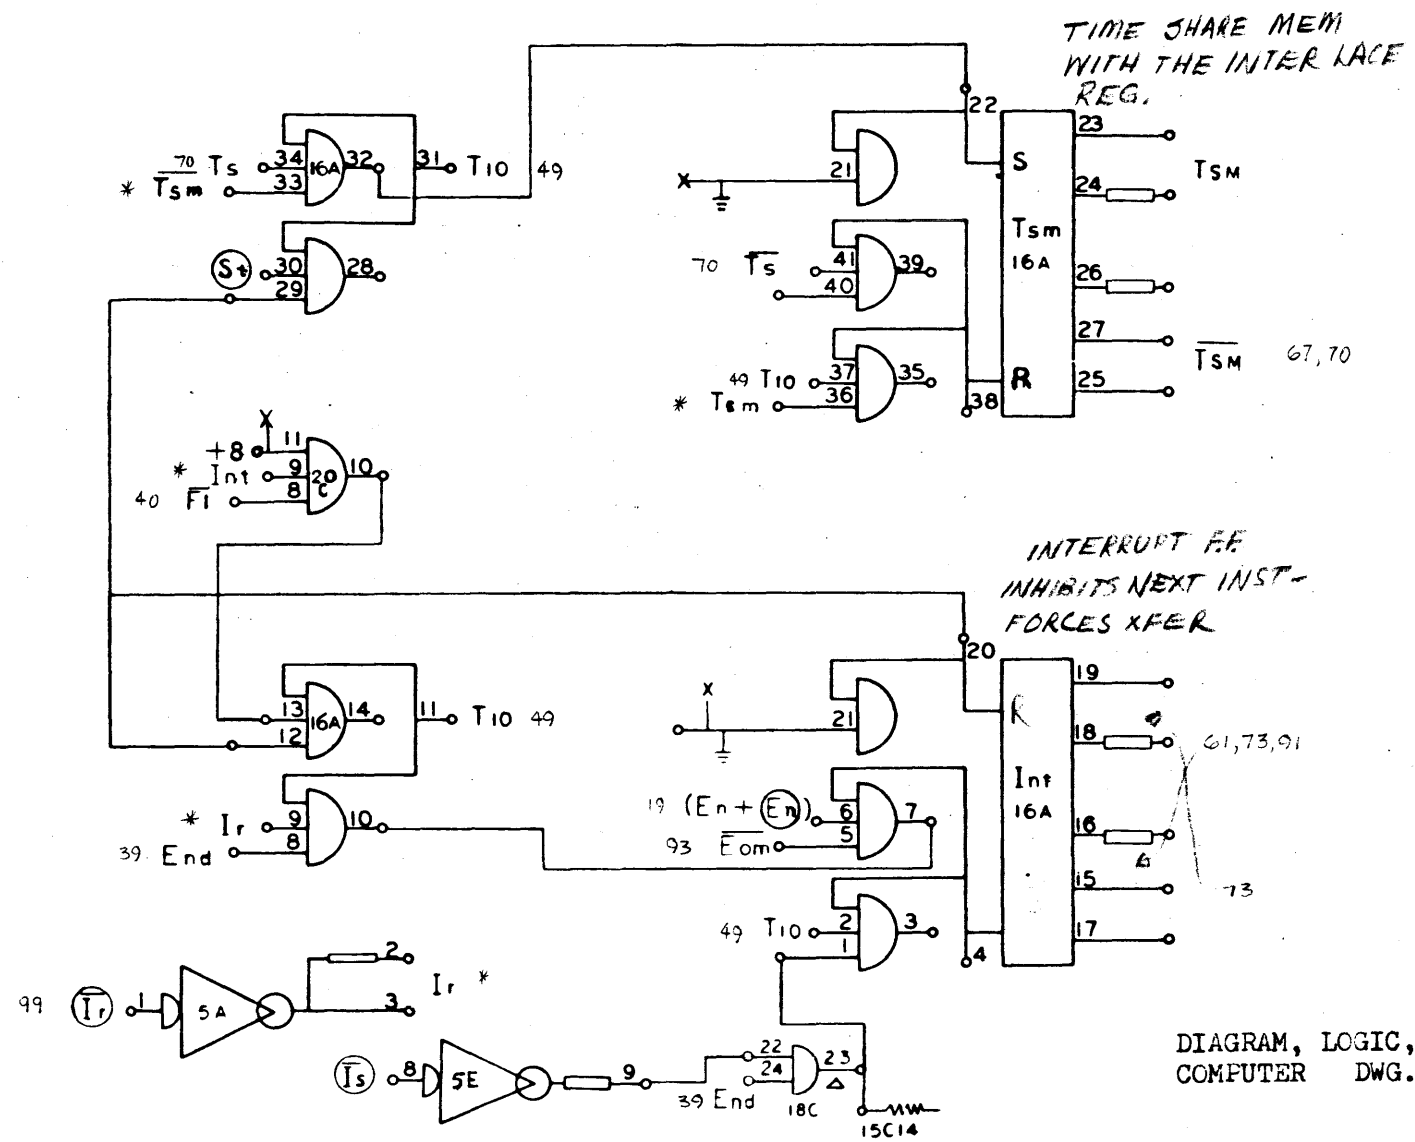 TIME SHARE MEM
WITH THE INTER LACE
REG.
22
23
34 16A 32 31 T10 49
70 Ts
* Tsm 33
21
S
24 TSM
Tsm
16A
St 30 28
29
70 Ts 41 39
40
26
27
TSM 67,70
49 T10 37 35
* Tsm 36
R
25
38
X
+8 11
* Int 9 20 10
C
40 F1 8
INTERRUPT F.F.
INHIBITS NEXT INST-
FORCES XFER
20
19
13 16A 14 11 T10 49
12
X
21
R
18
61,73,91
Int
16A
19 (En + En) 6 7
93 Eom 5
* Ir 9 10
39 End 8
16
15
73
49 T10 2 3
1
4
17
2
Ir *
99 Ir 1 5A 3
DIAGRAM, LOGIC,
COMPUTER DWG.
Is 8 5E 9
22 23
24
39 End
18C
15C14